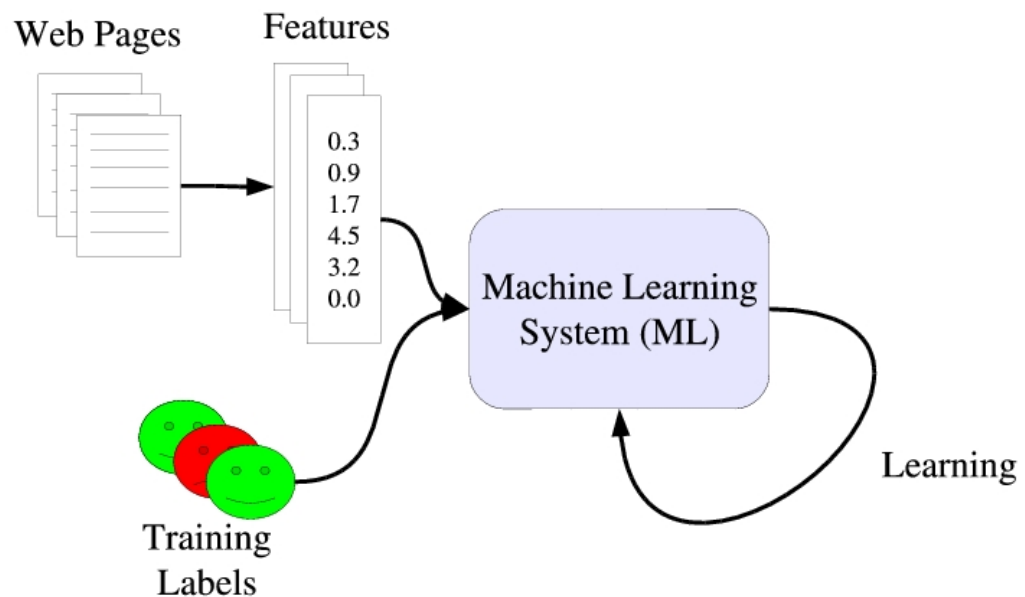 Web Pages
Features
0.3
0.9
1.7
4.5
3.2
0.0
Machine Learning
System (ML)
Learning
Training
Labels